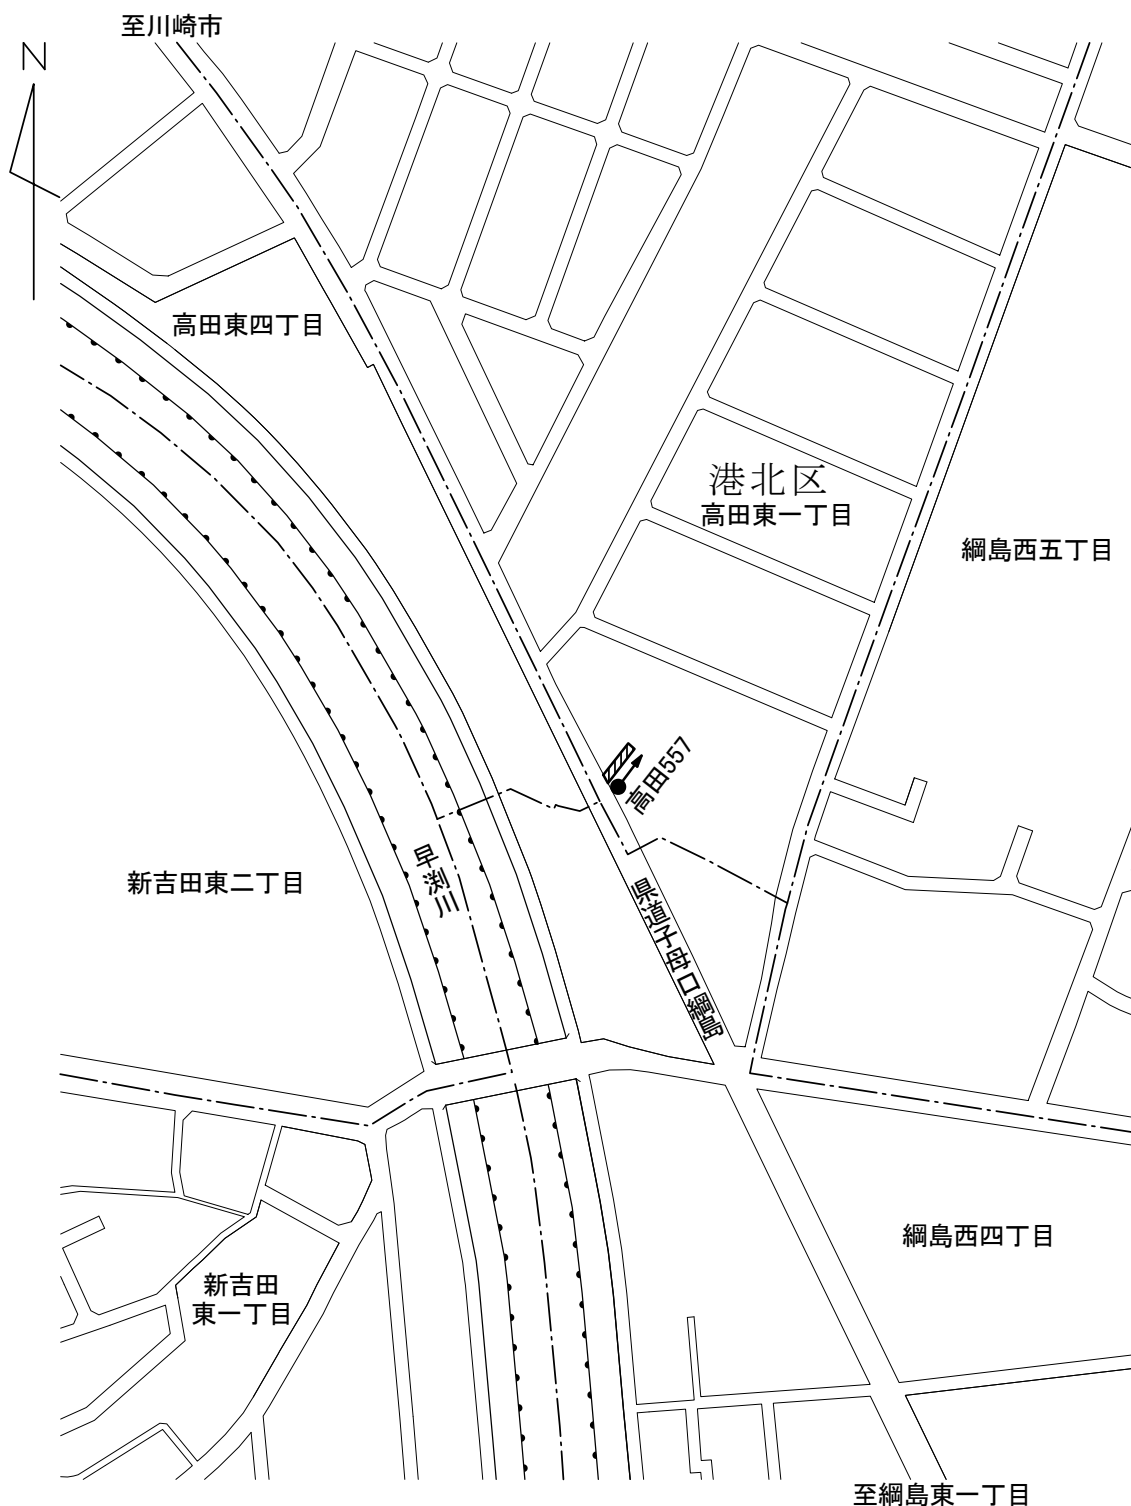 至川崎市
N
高田東四丁目
港北区
高田東一丁目
綱島西五丁目
高田557
早渕川
新吉田東二丁目
県道子母口綱島
綱島西四丁目
新吉田
東一丁目
至綱島東一丁目